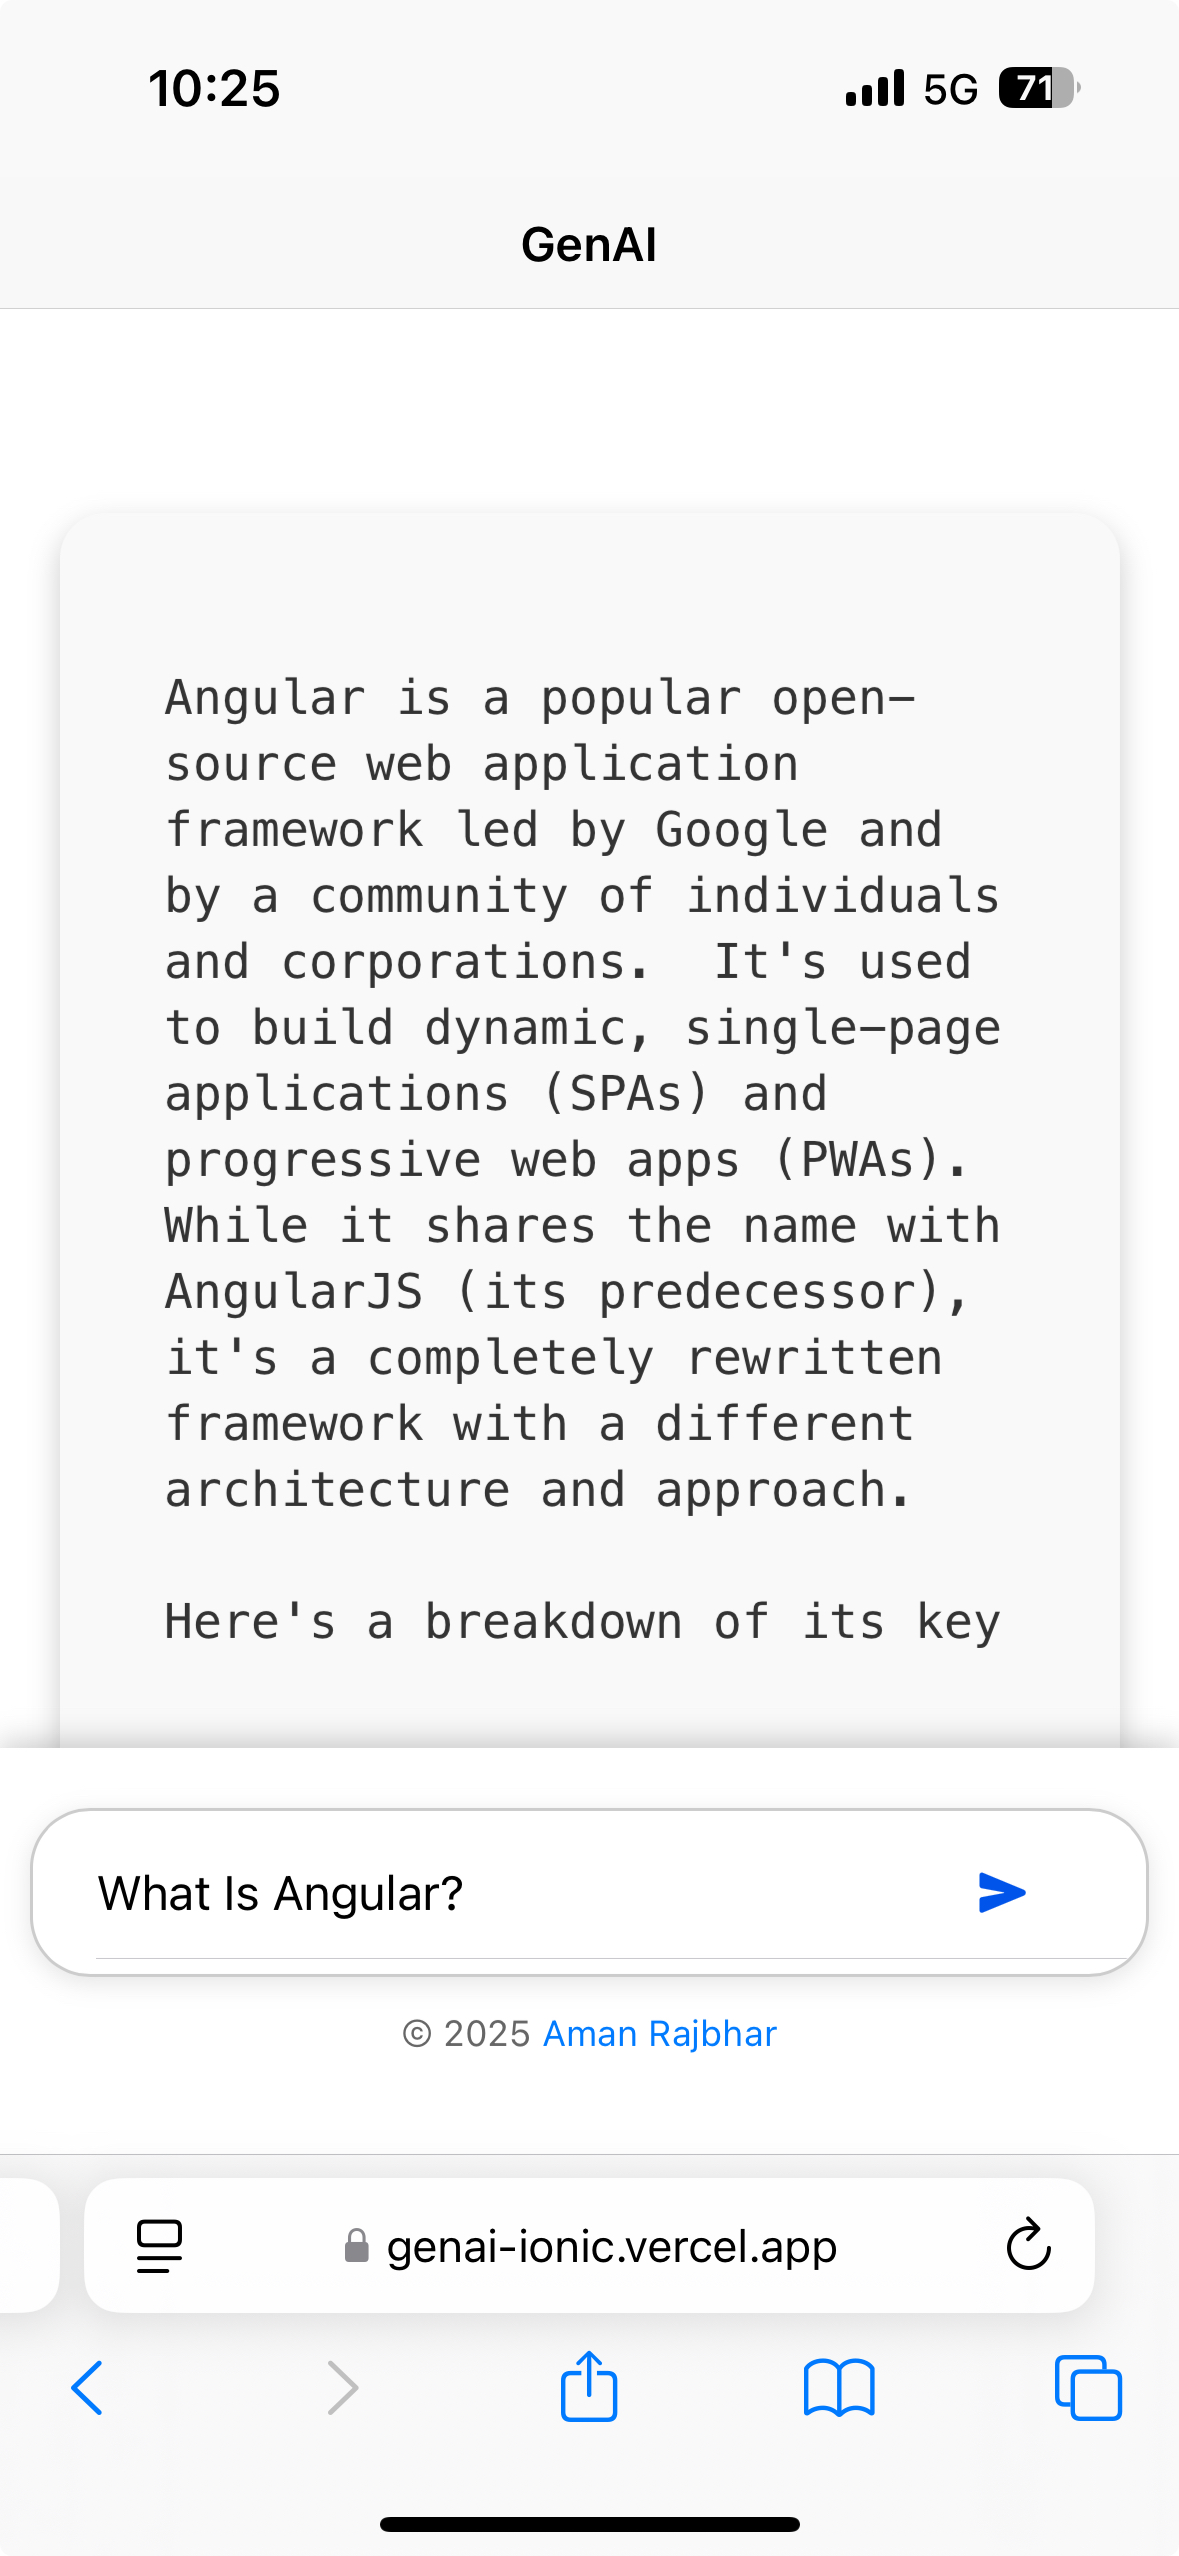 10:25
5G
71
GenAI
Angular is a popular open-
source web application
framework led by Google and
by a community of individuals
and corporations.  It's used
to build dynamic, single-page
applications (SPAs) and
progressive web apps (PWAs).
While it shares the name with
AngularJS (its predecessor),
it's a completely rewritten
framework with a different
architecture and approach.
Here's a breakdown of its key
What Is Angular?
© 2025 Aman Rajbhar
genai-ionic.vercel.app